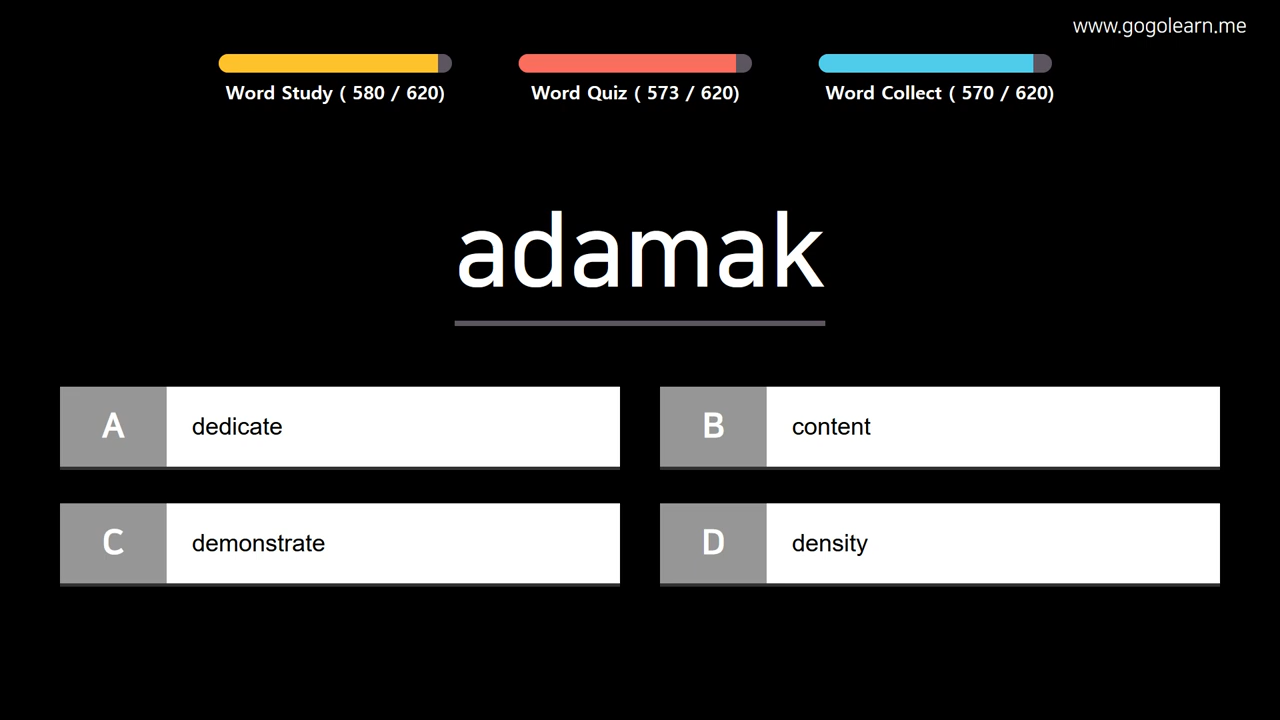 www.gogolearn.me
Word Study ( 580 / 620)
Word Quiz ( 573 / 620)
Word Collect ( 570 / 620)
adamak
A dedicate
B content
C demonstrate
D density